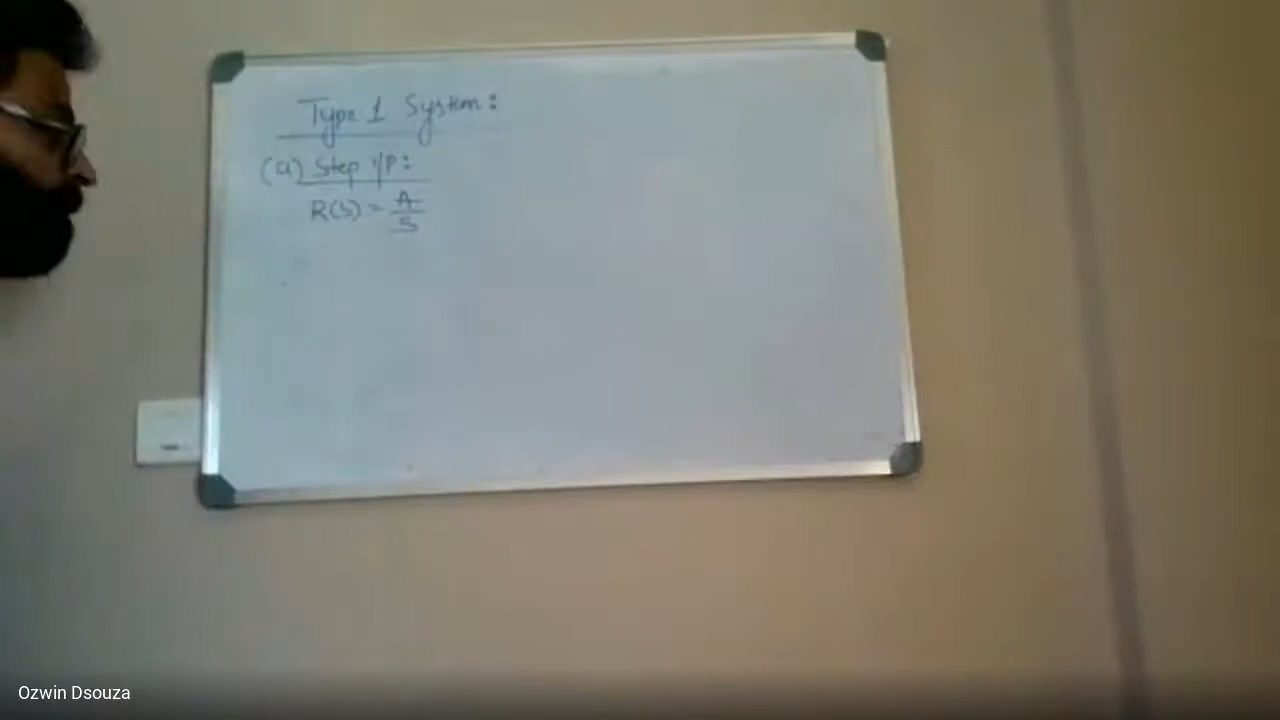 Type 1 System:
(a) Step i/p:
R(s) = A/s
Ozwin Dsouza